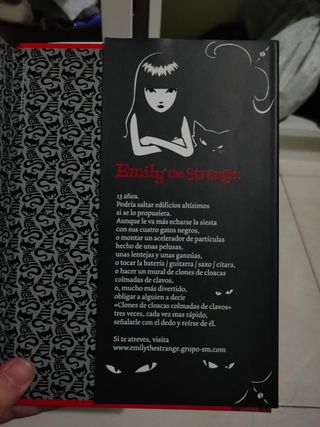 Emily the Strange:
13 años.
Podría saltar edificios altísimos
si se lo propusiera.
Aunque le va más echarse la siesta
con sus cuatro gatos negros,
o montar un acelerador de partículas
hecho de unas pelusas,
unas lentejas y unas ganzúas,
o tocar la batería / guitarra / saxo / cítara,
o hacer un mural de clones de cloacas
colmadas de clavos,
o, mucho más divertido,
obligar a alguien a decir
«Clones de cloacas colmadas de clavos»
tres veces, cada vez mas rápido,
señalarle con el dedo y reírse de él.
Si te atreves, visita
www.emilythestrange.grupo-sm.com